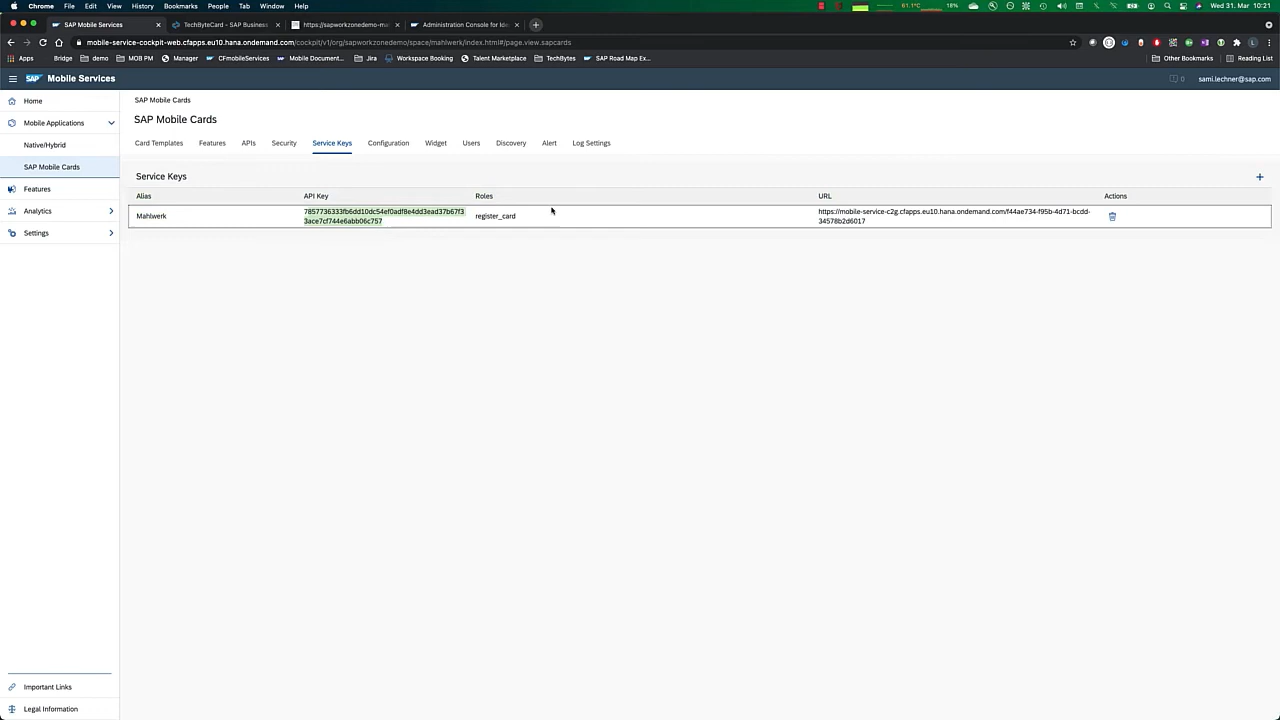 Chrome File Edit View History Bookmarks People Tab Window Help 61.1°C 18% Wed 31. Mar 10:21
SAP Mobile Services
TechByteCard – SAP Business
https://sapworkzonedemo-ma
Administration Console for Ide
mobile-service-cockpit-web.cfapps.eu10.hana.ondemand.com/cockpit/v1/org/sapworkzonedemo/space/mahlwerk/index.html#/page.view.sapcards
Apps Bridge demo MOB PM Manager CFmobileServices Mobile Document... Jira Workspace Booking Talent Marketplace TechBytes SAP Road Map Ex... Other Bookmarks Reading List
SAP Mobile Services 0 sami.lechner@sap.com
Home
Mobile Applications
Native/Hybrid
SAP Mobile Cards
Features
Analytics
Settings
Important Links
Legal Information
SAP Mobile Cards
SAP Mobile Cards
Card Templates Features APIs Security Service Keys Configuration Widget Users Discovery Alert Log Settings
Service Keys
Alias API Key Roles URL Actions
Mahlwerk
7857736333fb6dd10dc54ef0adf8e4dd3ead37b67f3
3ace7cf744e6abb06c757
register_card
https://mobile-service-c2g.cfapps.eu10.hana.ondemand.com/f44ae734-f95b-4d71-bcdd-
34578b2d6017